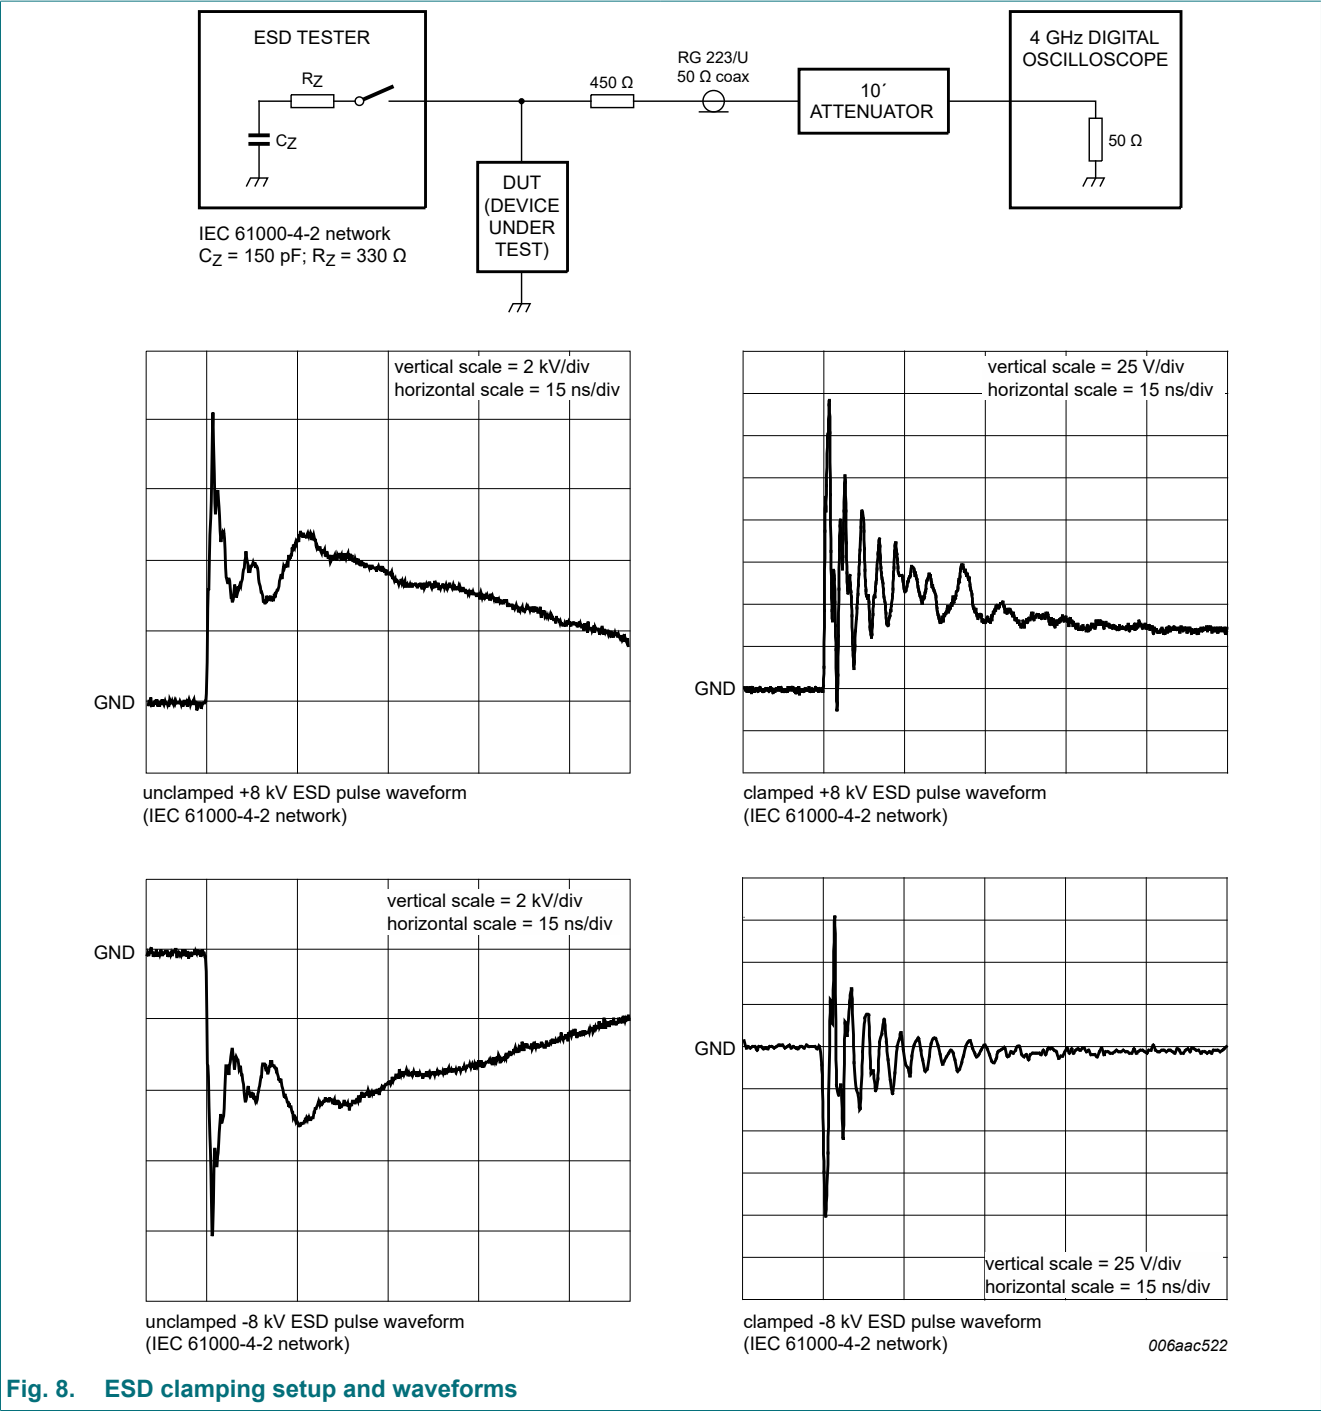 ESD TESTER
RZ
CZ
IEC 61000-4-2 network
CZ = 150 pF; RZ = 330 Ω
DUT
(DEVICE
UNDER
TEST)
450 Ω
RG 223/U
50 Ω coax
10´
ATTENUATOR
4 GHz DIGITAL
OSCILLOSCOPE
50 Ω
vertical scale = 2 kV/div
horizontal scale = 15 ns/div
GND
unclamped +8 kV ESD pulse waveform
(IEC 61000-4-2 network)
vertical scale = 25 V/div
horizontal scale = 15 ns/div
GND
clamped +8 kV ESD pulse waveform
(IEC 61000-4-2 network)
vertical scale = 2 kV/div
horizontal scale = 15 ns/div
GND
unclamped -8 kV ESD pulse waveform
(IEC 61000-4-2 network)
GND
vertical scale = 25 V/div
horizontal scale = 15 ns/div
clamped -8 kV ESD pulse waveform
(IEC 61000-4-2 network)
006aac522
Fig. 8. ESD clamping setup and waveforms